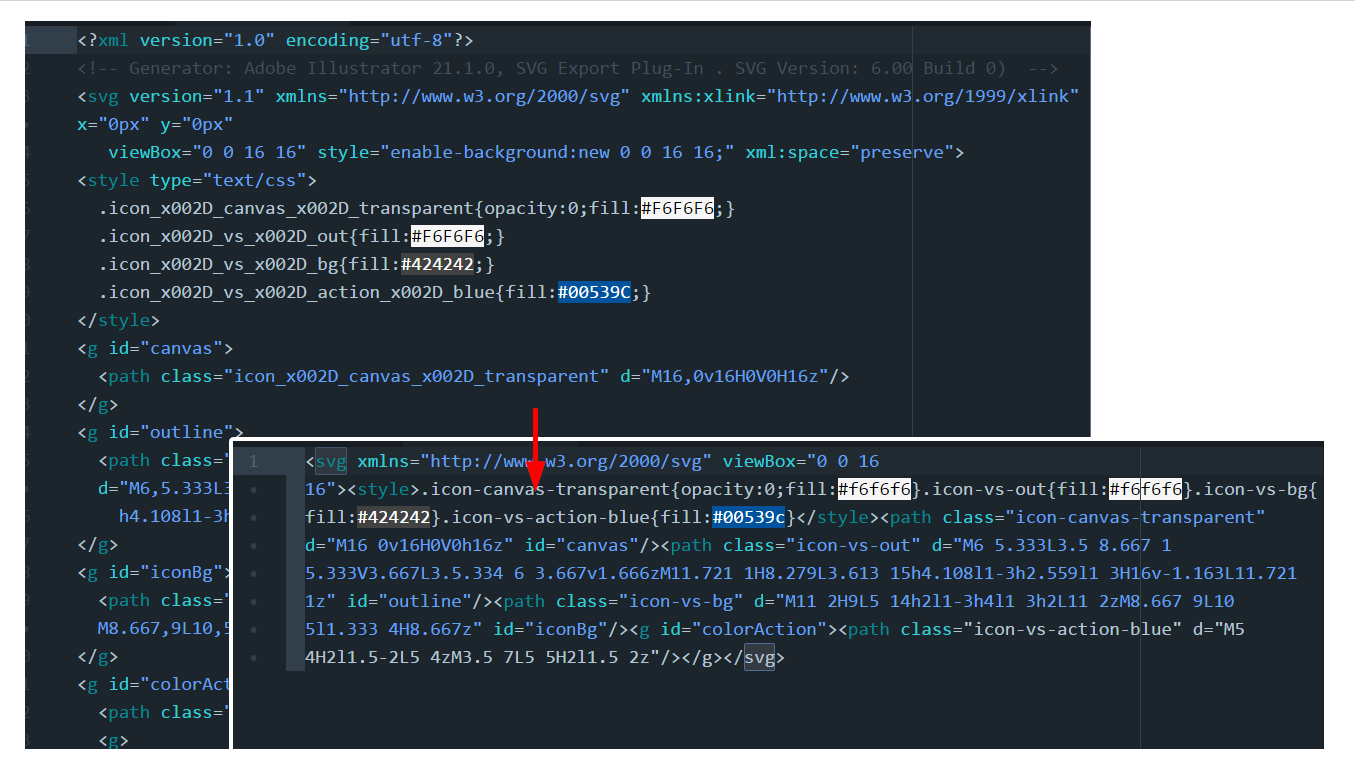 <?xml version="1.0" encoding="utf-8"?>
<!-- Generator: Adobe Illustrator 21.1.0, SVG Export Plug-In . SVG Version: 6.00 Build 0)  -->
<svg version="1.1" xmlns="http://www.w3.org/2000/svg" xmlns:xlink="http://www.w3.org/1999/xlink"
x="0px" y="0px"
viewBox="0 0 16 16" style="enable-background:new 0 0 16 16;" xml:space="preserve">
<style type="text/css">
.icon_x002D_canvas_x002D_transparent{opacity:0;fill:#F6F6F6;}
.icon_x002D_vs_x002D_out{fill:#F6F6F6;}
.icon_x002D_vs_x002D_bg{fill:#424242;}
.icon_x002D_vs_x002D_action_x002D_blue{fill:#00539C;}
</style>
<g id="canvas">
<path class="icon_x002D_canvas_x002D_transparent" d="M16,0v16H0V0H16z"/>
</g>
<g id="outline">
<path class="
d="M6,5.333L3
h4.108l1-3h
</g>
<g id="iconBg">
<path class="
M8.667,9L10,5
</g>
<g id="colorAct
<path class="
<g>
1 <svg xmlns="http://www.w3.org/2000/svg" viewBox="0 0 16
16"><style>.icon-canvas-transparent{opacity:0;fill:#f6f6f6}.icon-vs-out{fill:#f6f6f6}.icon-vs-bg{
fill:#424242}.icon-vs-action-blue{fill:#00539c}</style><path class="icon-canvas-transparent"
d="M16 0v16H0V0h16z" id="canvas"/><path class="icon-vs-out" d="M6 5.333L3.5 8.667 1
5.333V3.667L3.5.334 6 3.667v1.666zM11.721 1H8.279L3.613 15h4.108l1-3h2.559l1 3H16v-1.163L11.721
1z" id="outline"/><path class="icon-vs-bg" d="M11 2H9L5 14h2l1-3h4l1 3h2L11 2zM8.667 9L10
5l1.333 4H8.667z" id="iconBg"/><g id="colorAction"><path class="icon-vs-action-blue" d="M5
4H2l1.5-2L5 4zM3.5 7L5 5H2l1.5 2z"/></g></svg>